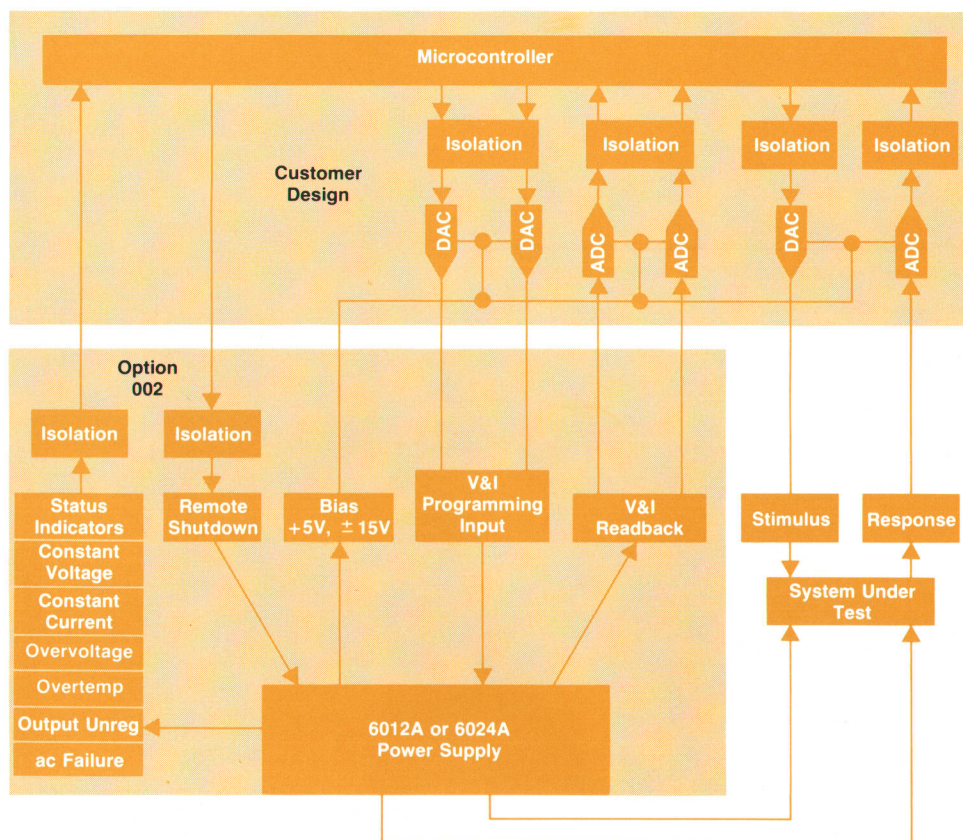 Microcontroller
Isolation
Isolation
Isolation
Isolation
Customer
Design
DAC
DAC
ADC
ADC
DAC
ADC
Option
002
Isolation
Isolation
Status
Indicators
Remote
Shutdown
Bias
+5V, ± 15V
V&I
Programming
Input
V&I
Readback
Stimulus
Response
Constant
Voltage
Constant
Current
Overvoltage
Overtemp
Output Unreg
ac Failure
System Under
Test
6012A or 6024A
Power Supply